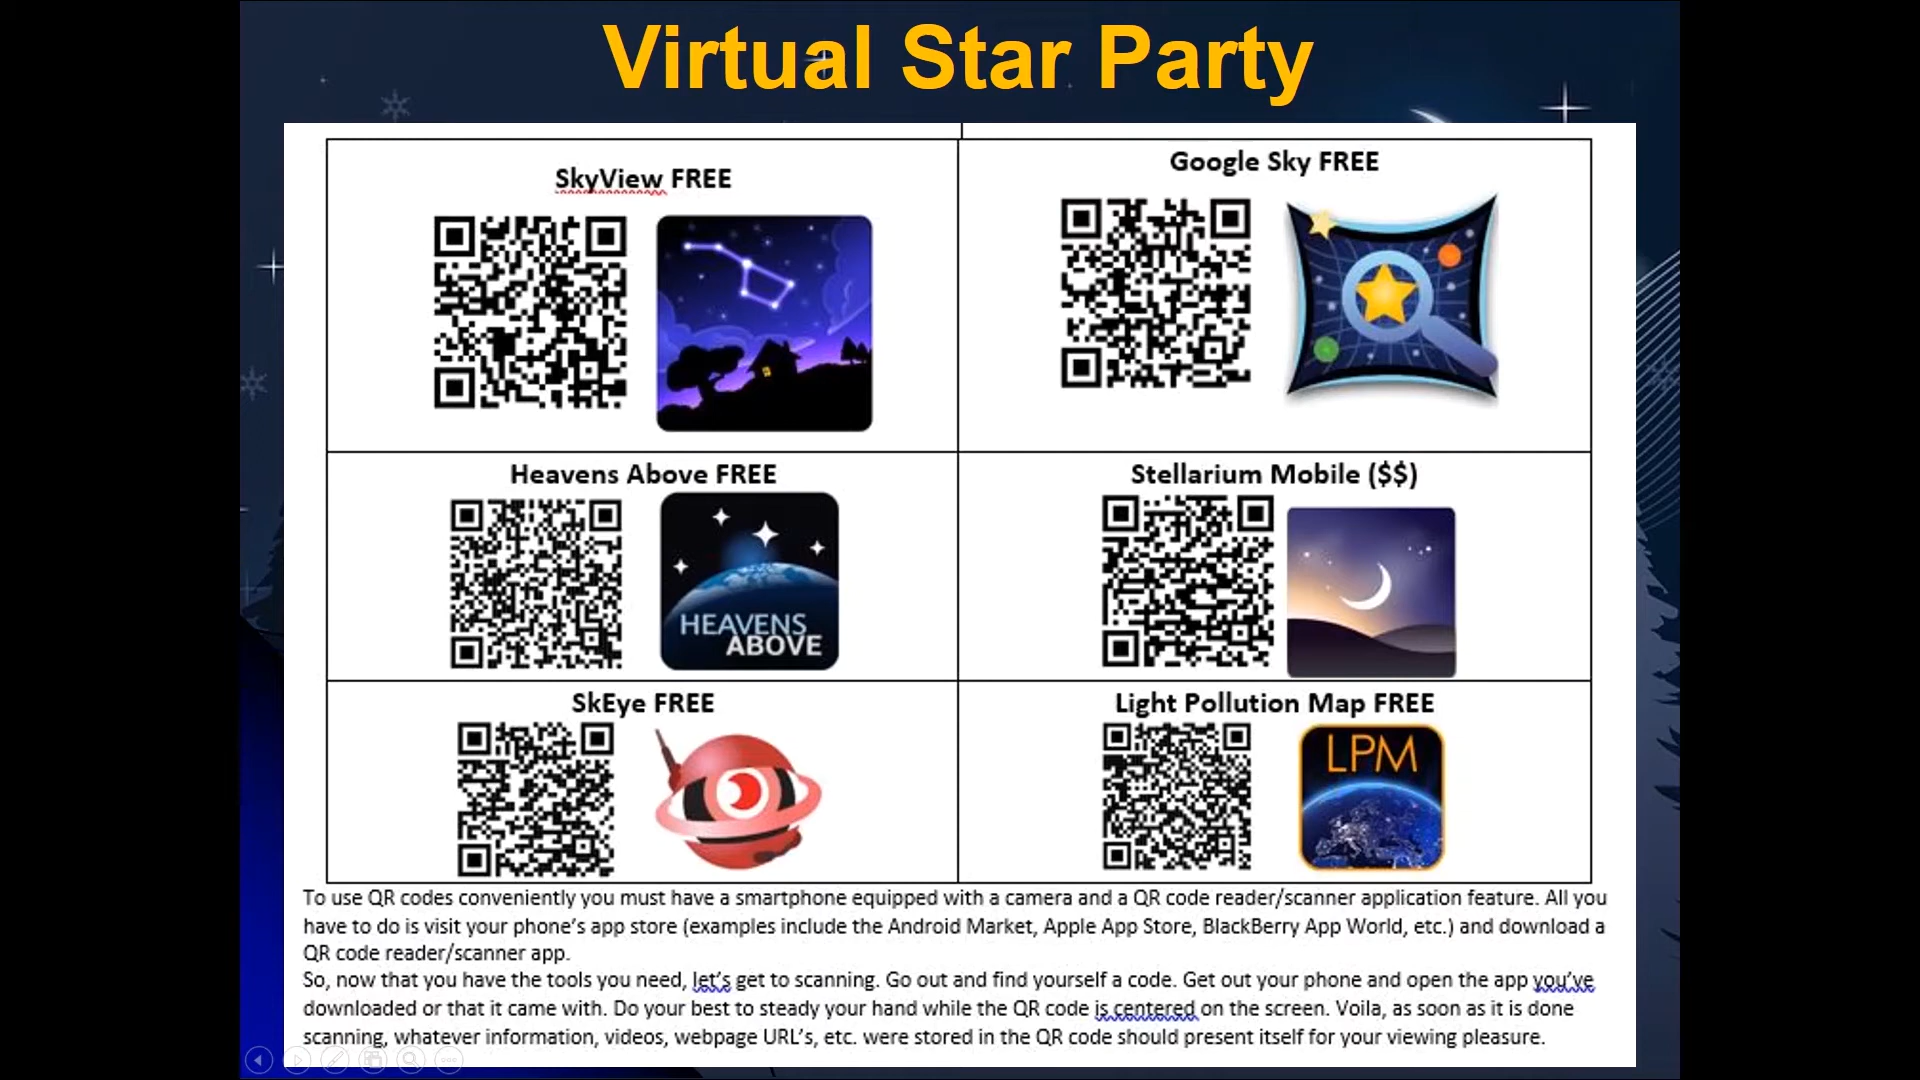 Virtual Star Party
SkyView FREE
Google Sky FREE
Heavens Above FREE
HEAVENS
ABOVE
Stellarium Mobile ($$)
SkEye FREE
Light Pollution Map FREE
LPM
To use QR codes conveniently you must have a smartphone equipped with a camera and a QR code reader/scanner application feature. All you
have to do is visit your phone's app store (examples include the Android Market, Apple App Store, BlackBerry App World, etc.) and download a
QR code reader/scanner app.
So, now that you have the tools you need, let's get to scanning. Go out and find yourself a code. Get out your phone and open the app you've
downloaded or that it came with. Do your best to steady your hand while the QR code is centered on the screen. Voila, as soon as it is done
scanning, whatever information, videos, webpage URL's, etc. were stored in the QR code should present itself for your viewing pleasure.